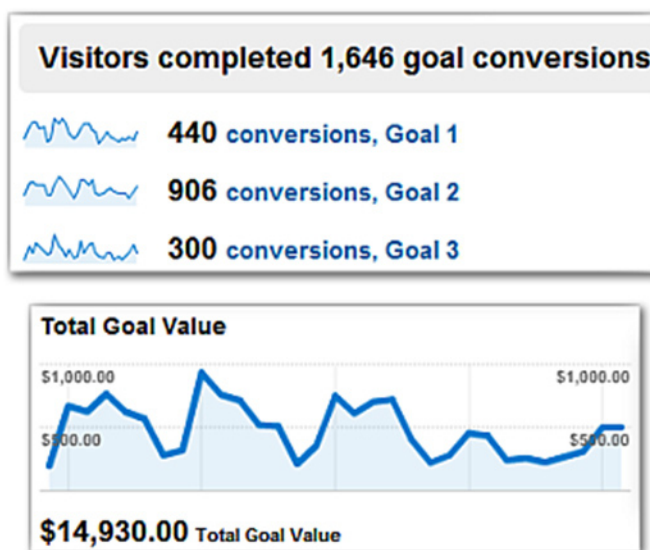 Visitors completed 1,646 goal conversions
440 conversions, Goal 1
906 conversions, Goal 2
300 conversions, Goal 3
Total Goal Value
$1,000.00 $1,000.00
$500.00 $500.00
$14,930.00 Total Goal Value